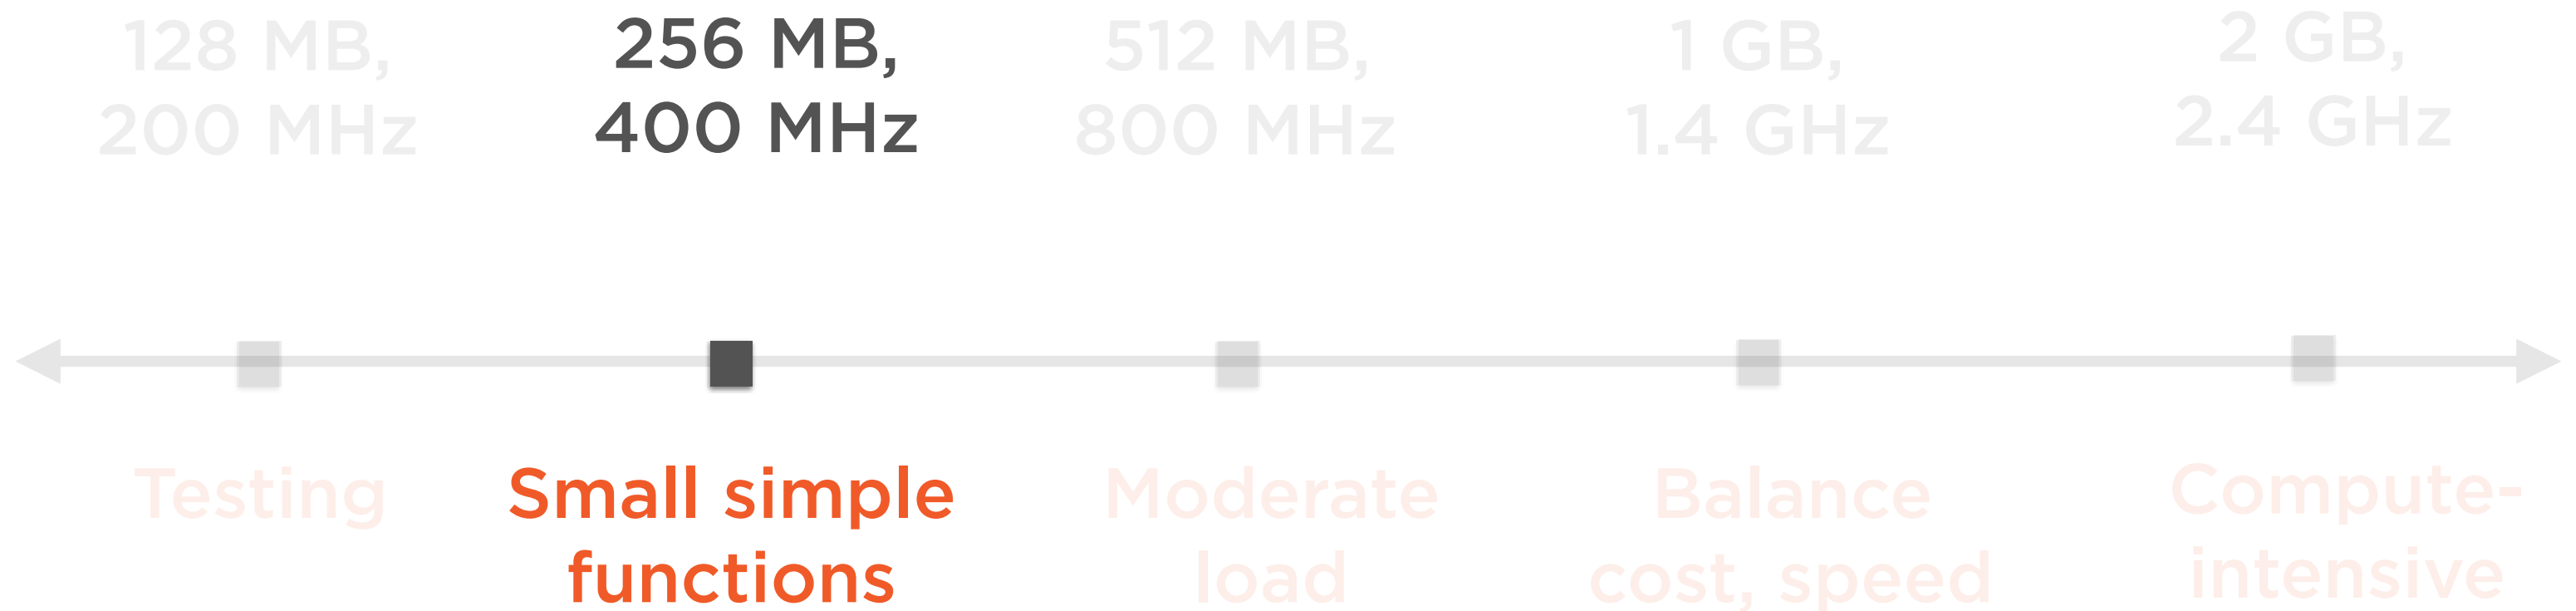 128 MB,
200 MHz
256 MB,
400 MHz
512 MB,
800 MHz
1 GB,
1.4 GHz
2 GB,
2.4 GHz
Testing
Small simple
functions
Moderate
load
Balance
cost, speed
Compute-
intensive